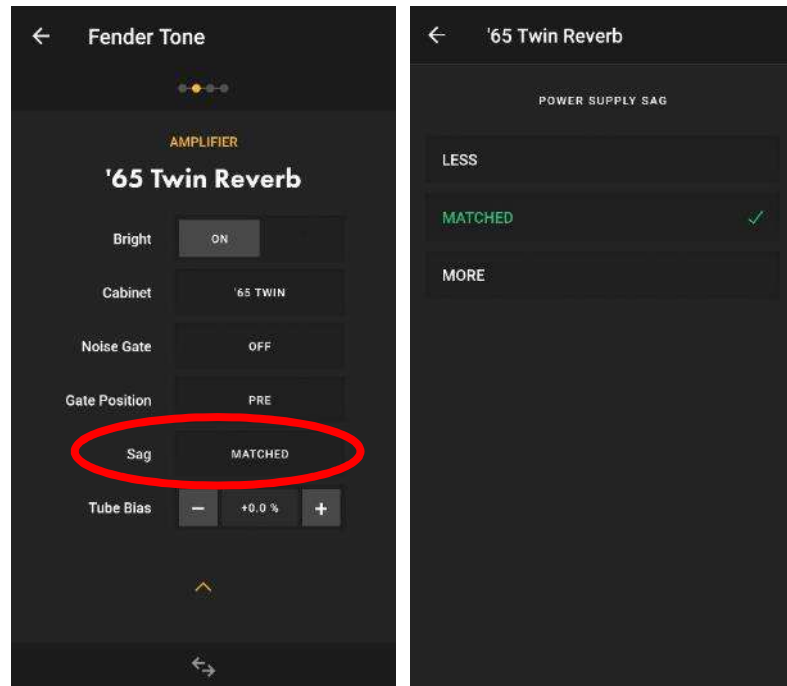 Fender Tone
AMPLIFIER
'65 Twin Reverb
Bright ON
Cabinet '65 TWIN
Noise Gate OFF
Gate Position PRE
Sag MATCHED
Tube Bias − +0.0 % +
'65 Twin Reverb
POWER SUPPLY SAG
LESS
MATCHED
MORE